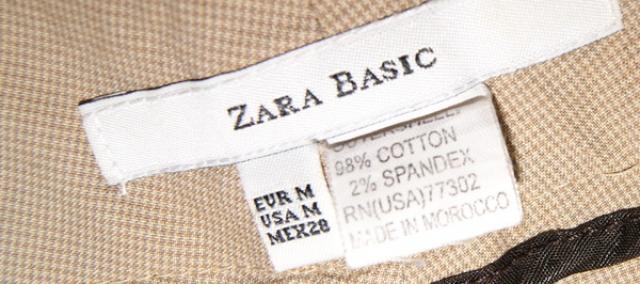 ZARA BASIC
EUR M
USA M
MEX28
98% COTTON
2% SPANDEX
RN(USA)77302
MADE IN MOROCCO